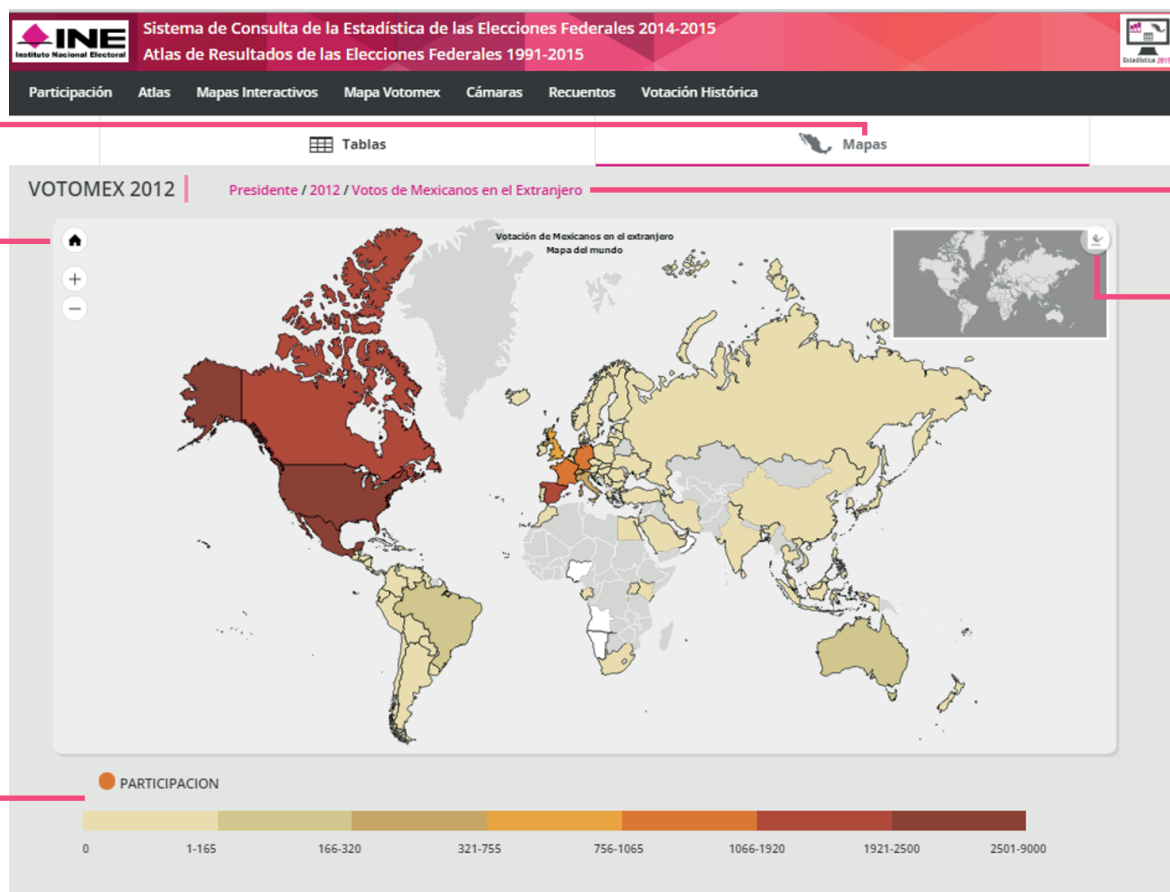 INE
Instituto Nacional Electoral
Sistema de Consulta de la Estadística de las Elecciones Federales 2014-2015
Atlas de Resultados de las Elecciones Federales 1991-2015
Estadística 2015
Participación Atlas Mapas Interactivos Mapa Votomex Cámaras Recuentos Votación Histórica
Tablas Mapas
VOTOMEX 2012 Presidente / 2012 / Votos de Mexicanos en el Extranjero
Votación de Mexicanos en el extranjero
Mapa del mundo
PARTICIPACION
0 1-165 166-320 321-755 756-1065 1066-1920 1921-2500 2501-9000